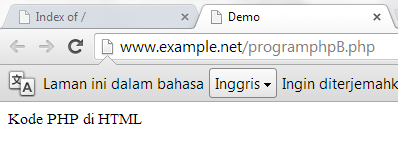 Index of /
Demo
www.example.net/programphpB.php
Laman ini dalam bahasa Inggris Ingin diterjemahk
Kode PHP di HTML